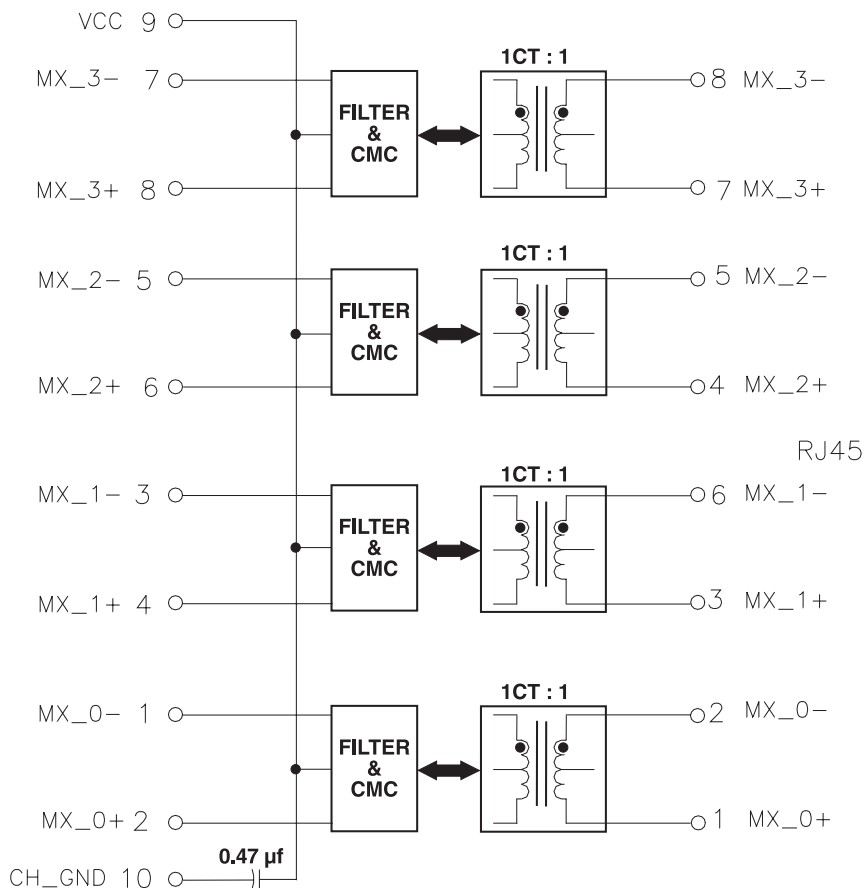 VCC 9
1CT : 1
MX_3- 7
8 MX_3-
FILTER
&
CMC
MX_3+ 8
7 MX_3+
1CT : 1
MX_2- 5
5 MX_2-
FILTER
&
CMC
MX_2+ 6
4 MX_2+
RJ45
1CT : 1
MX_1- 3
6 MX_1-
FILTER
&
CMC
MX_1+ 4
3 MX_1+
1CT : 1
MX_0- 1
2 MX_0-
FILTER
&
CMC
MX_0+ 2
1 MX_0+
0.47 µf
CH_GND 10